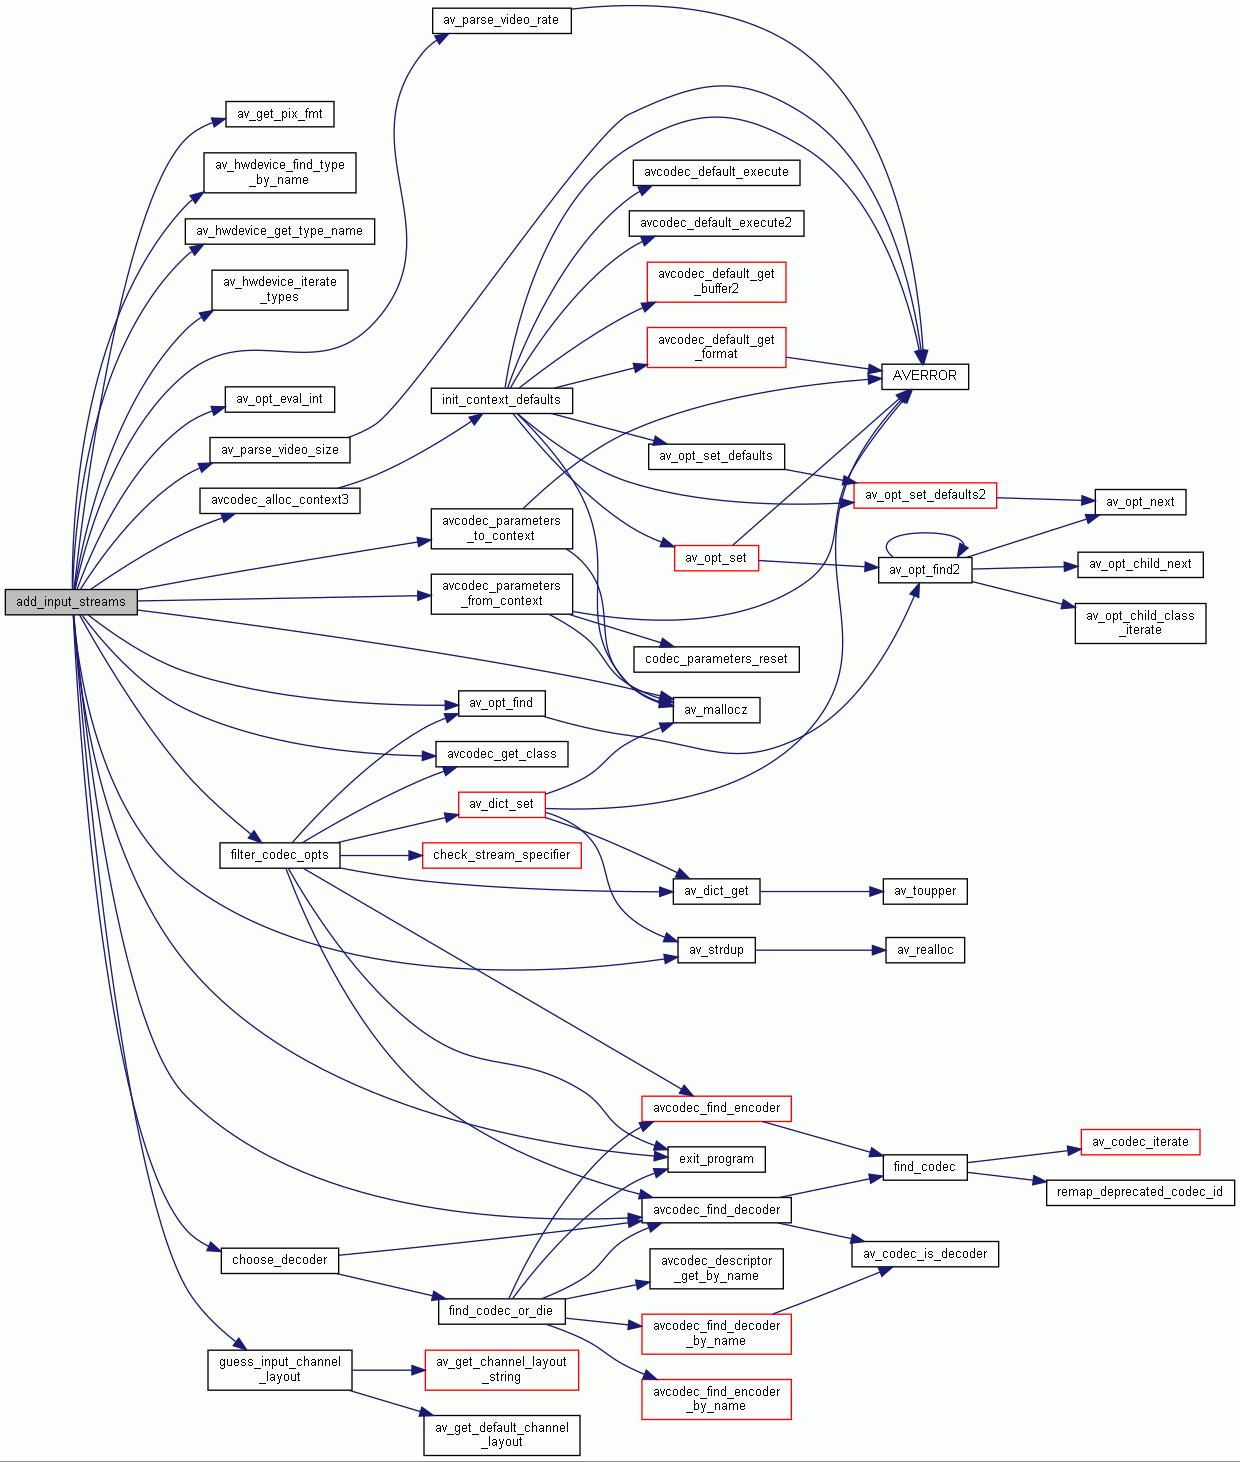 av_parse_video_rate
av_get_pix_fmt
av_hwdevice_find_type
_by_name
av_hwdevice_get_type_name
av_hwdevice_iterate
_types
av_opt_eval_int
av_parse_video_size
avcodec_alloc_context3
add_input_streams
filter_codec_opts
choose_decoder
guess_input_channel
_layout
init_context_defaults
avcodec_parameters
_to_context
avcodec_parameters
_from_context
av_opt_find
avcodec_get_class
av_dict_set
check_stream_specifier
find_codec_or_die
av_get_channel_layout
_string
av_get_default_channel
_layout
avcodec_default_execute
avcodec_default_execute2
avcodec_default_get
_buffer2
avcodec_default_get
_format
av_opt_set_defaults
av_opt_set
codec_parameters_reset
av_mallocz
av_dict_get
av_strdup
avcodec_find_encoder
exit_program
avcodec_find_decoder
avcodec_descriptor
_get_by_name
avcodec_find_decoder
_by_name
avcodec_find_encoder
_by_name
AVERROR
av_opt_set_defaults2
av_opt_find2
av_toupper
av_realloc
find_codec
av_codec_is_decoder
av_opt_next
av_opt_child_next
av_opt_child_class
_iterate
av_codec_iterate
remap_deprecated_codec_id